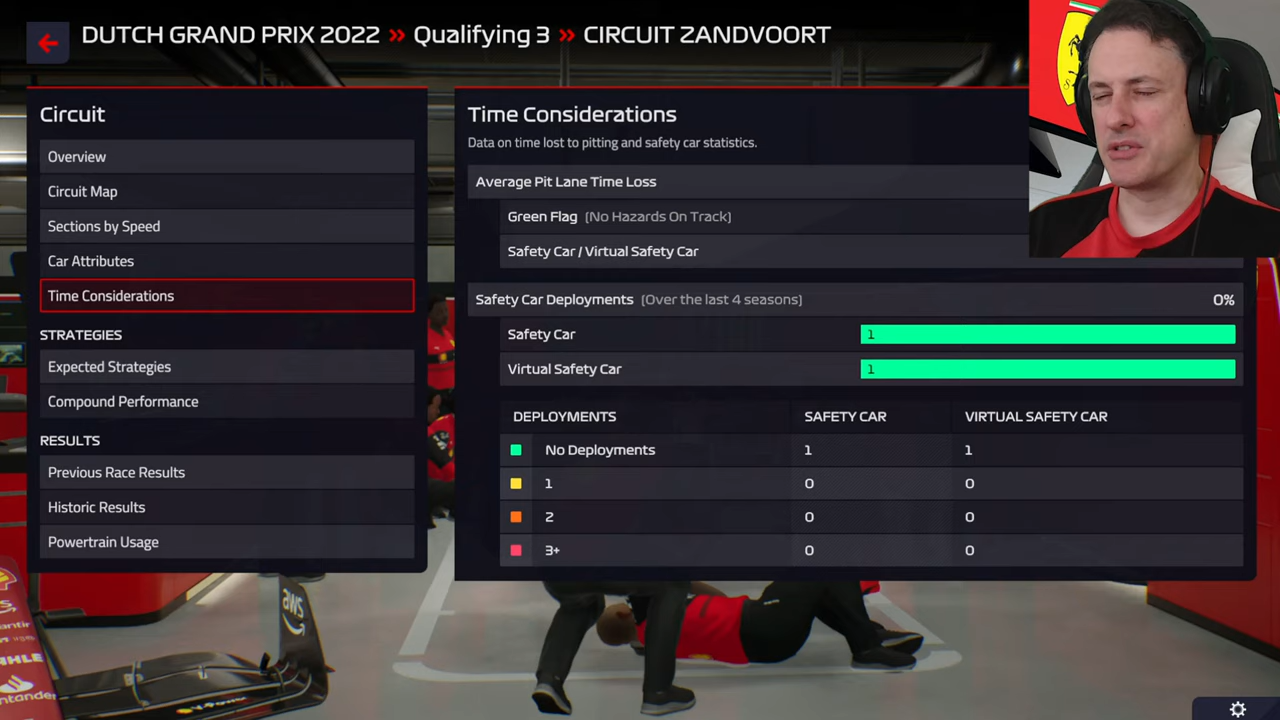 DUTCH GRAND PRIX 2022 » Qualifying 3 » CIRCUIT ZANDVOORT
Circuit
Overview
Circuit Map
Sections by Speed
Car Attributes
Time Considerations
STRATEGIES
Expected Strategies
Compound Performance
RESULTS
Previous Race Results
Historic Results
Powertrain Usage
Time Considerations
Data on time lost to pitting and safety car statistics.
Average Pit Lane Time Loss
Green Flag (No Hazards On Track)
Safety Car / Virtual Safety Car
Safety Car Deployments (Over the last 4 seasons) 0%
Safety Car 1
Virtual Safety Car 1
DEPLOYMENTS SAFETY CAR VIRTUAL SAFETY CAR
No Deployments 1 1
1 0 0
2 0 0
3+ 0 0
aws